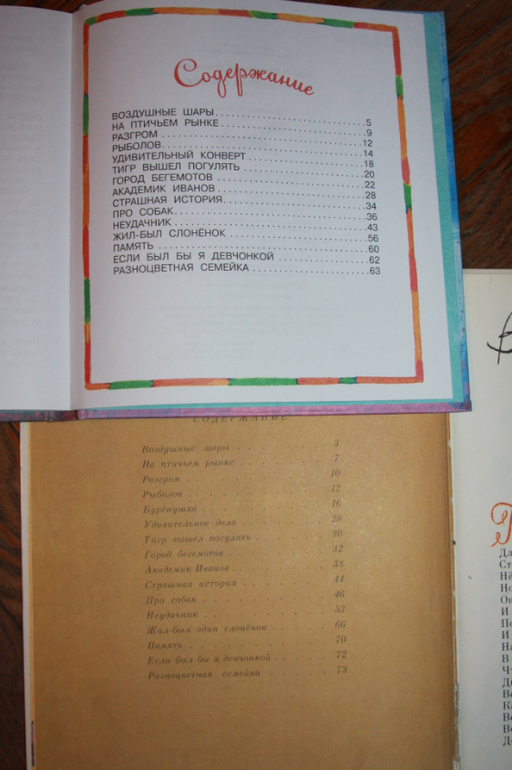 Содержание
ВОЗДУШНЫЕ ШАРЫ . . . . . 5
НА ПТИЧЬЕМ РЫНКЕ . . . . . 9
РАЗГРОМ . . . . . 12
РЫБОЛОВ . . . . . 14
УДИВИТЕЛЬНЫЙ КОНВЕРТ . . . . . 18
ТИГР ВЫШЕЛ ПОГУЛЯТЬ . . . . . 20
ГОРОД БЕГЕМОТОВ . . . . . 22
АКАДЕМИК ИВАНОВ . . . . . 28
СТРАШНАЯ ИСТОРИЯ . . . . . 34
ПРО СОБАК . . . . . 36
НЕУДАЧНИК . . . . . 43
ЖИЛ-БЫЛ СЛОНЁНОК . . . . . 56
ПАМЯТЬ . . . . . 60
ЕСЛИ БЫЛ БЫ Я ДЕВЧОНКОЙ . . . . . 62
РАЗНОЦВЕТНАЯ СЕМЕЙКА . . . . . 63
СОДЕРЖАНИЕ
Воздушные шары . . . . . 3
На птичьем рынке . . . . . 7
Разгром . . . . . 10
Рыболов . . . . . 12
Бурёнушка . . . . . 16
Удивительное дело . . . . . 28
Тигр вышел погулять . . . . . 30
Город бегемотов . . . . . 32
Академик Иванов . . . . . 38
Страшная история . . . . . 44
Про собак . . . . . 46
Неудачник . . . . . 53
Жил-был один слонёнок . . . . . 66
Память . . . . . 70
Если был бы я девчонкой . . . . . 72
Разноцветная семейка . . . . . 73